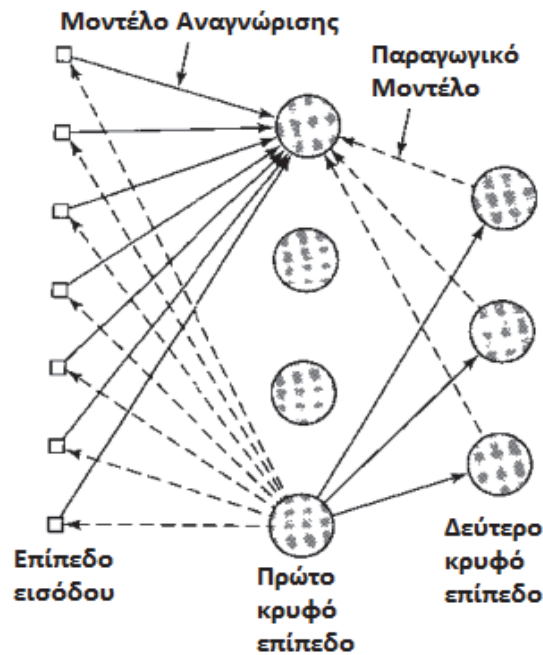 Μοντέλο Αναγνώρισης
Παραγωγικό
Μοντέλο
Επίπεδο
εισόδου
Πρώτο
κρυφό
επίπεδο
Δεύτερο
κρυφό
επίπεδο